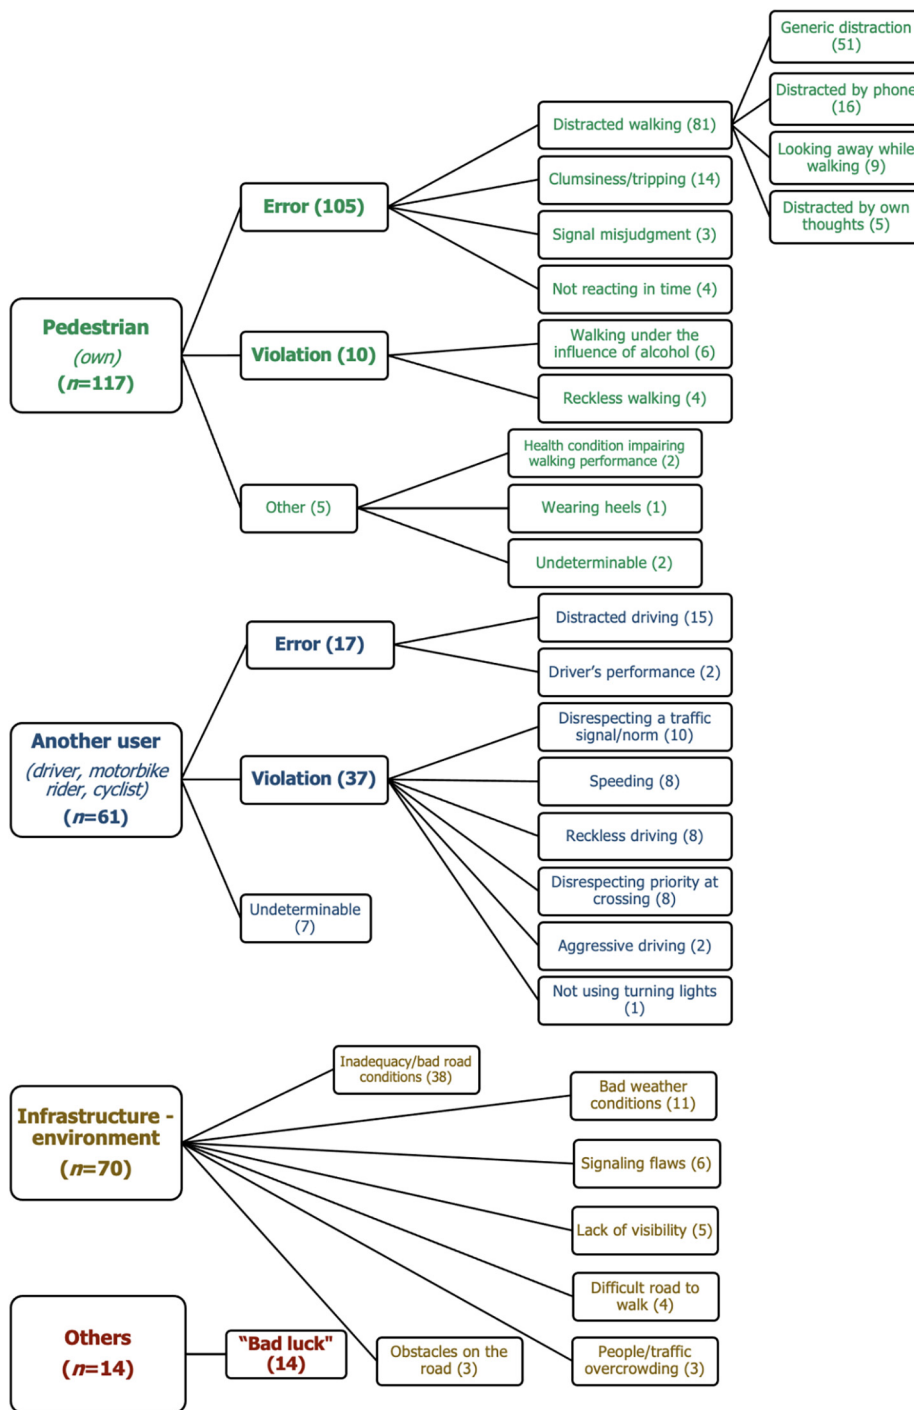 Generic distraction
(51)
Distracted by phone
(16)
Distracted walking (81)
Looking away while
walking (9)
Clumsiness/tripping (14)
Error (105)
Distracted by own
thoughts (5)
Signal misjudgment (3)
Not reacting in time (4)
Pedestrian
(own)
(n=117)
Violation (10)
Walking under the
influence of alcohol (6)
Reckless walking (4)
Health condition impairing
walking performance (2)
Other (5)
Wearing heels (1)
Undeterminable (2)
Distracted driving (15)
Error (17)
Driver's performance (2)
Disrespecting a traffic
signal/norm (10)
Another user
(driver, motorbike
rider, cyclist)
(n=61)
Violation (37)
Speeding (8)
Reckless driving (8)
Disrespecting priority at
crossing (8)
Undeterminable
(7)
Aggressive driving (2)
Not using turning lights
(1)
Inadequacy/bad road
conditions (38)
Bad weather
conditions (11)
Infrastructure -
environment
(n=70)
Signaling flaws (6)
Lack of visibility (5)
Difficult road to
walk (4)
Others
(n=14)
“Bad luck"
(14)
Obstacles on the
road (3)
People/traffic
overcrowding (3)